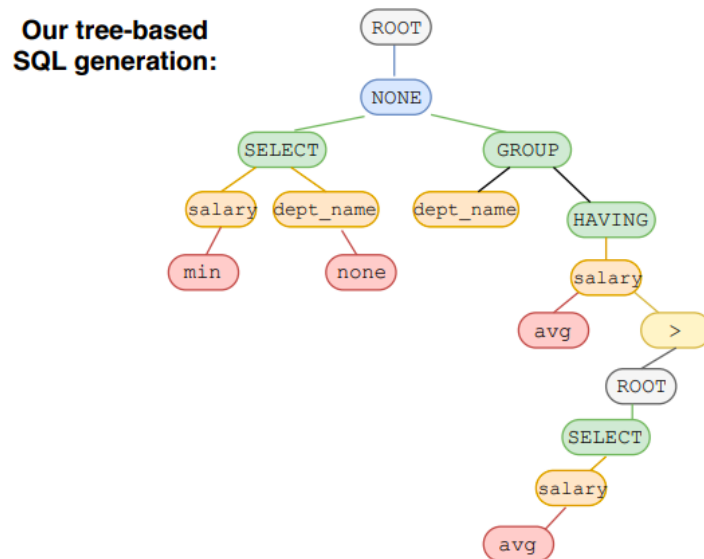 Our tree-based
SQL generation:
ROOT
NONE
SELECT
GROUP
salary
dept_name
dept_name
HAVING
min
none
salary
avg
>
ROOT
SELECT
salary
avg